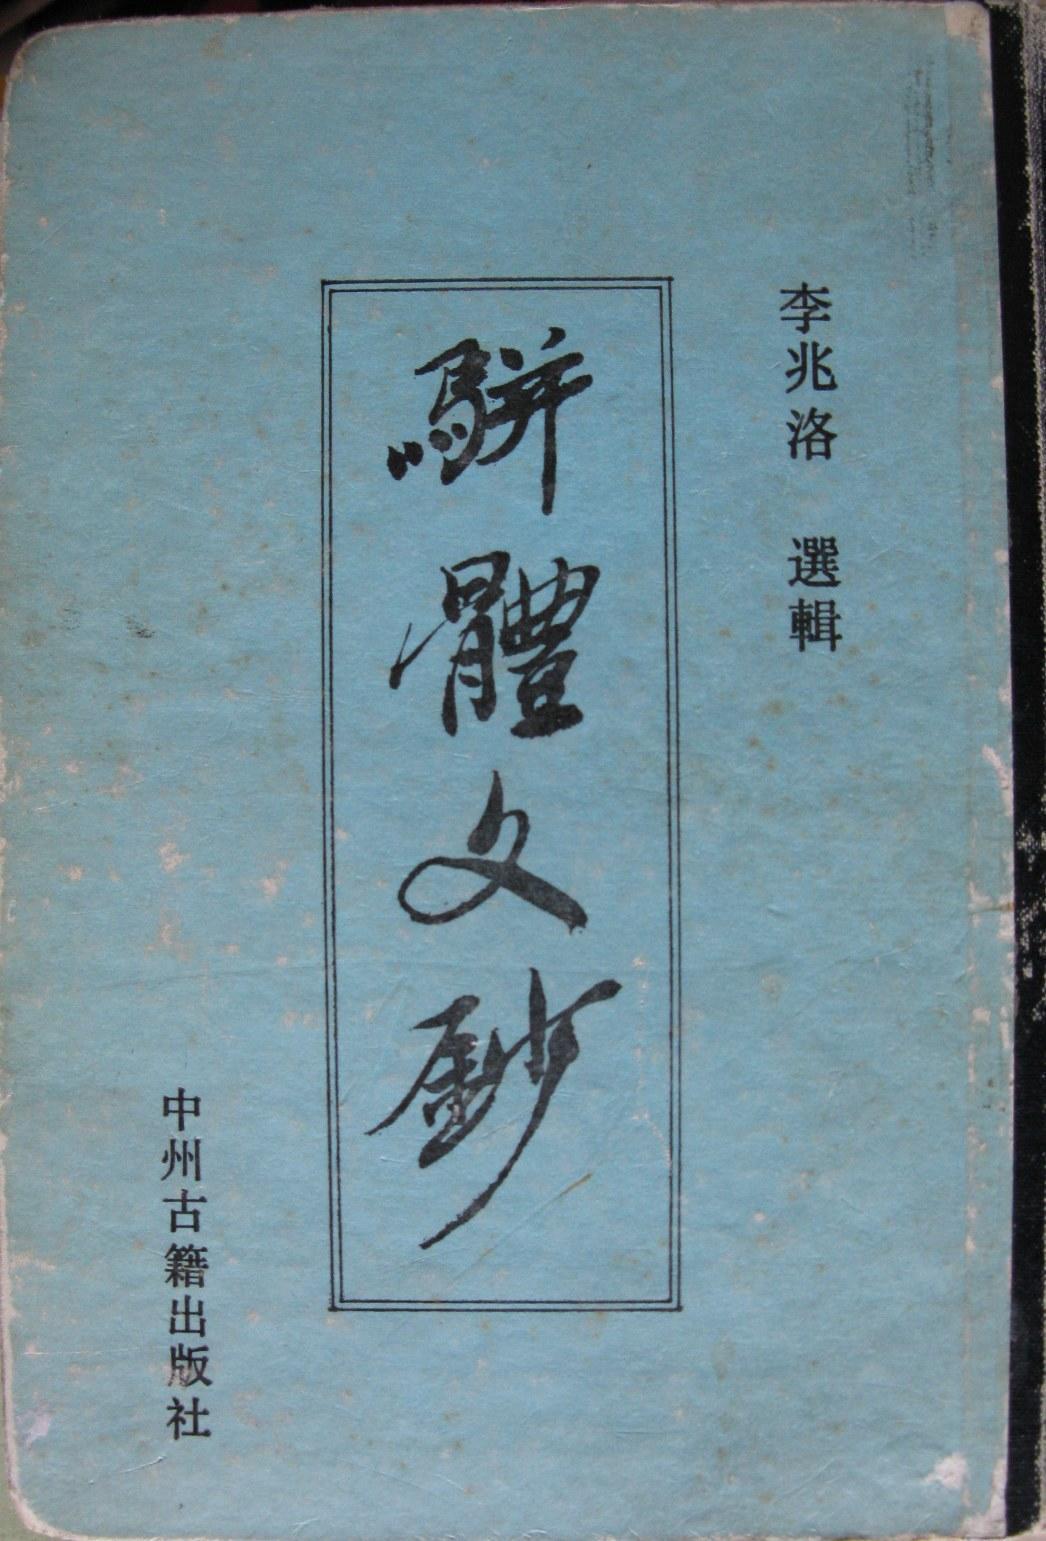 李兆洛 選輯
駢體文鈔
中州古籍出版社